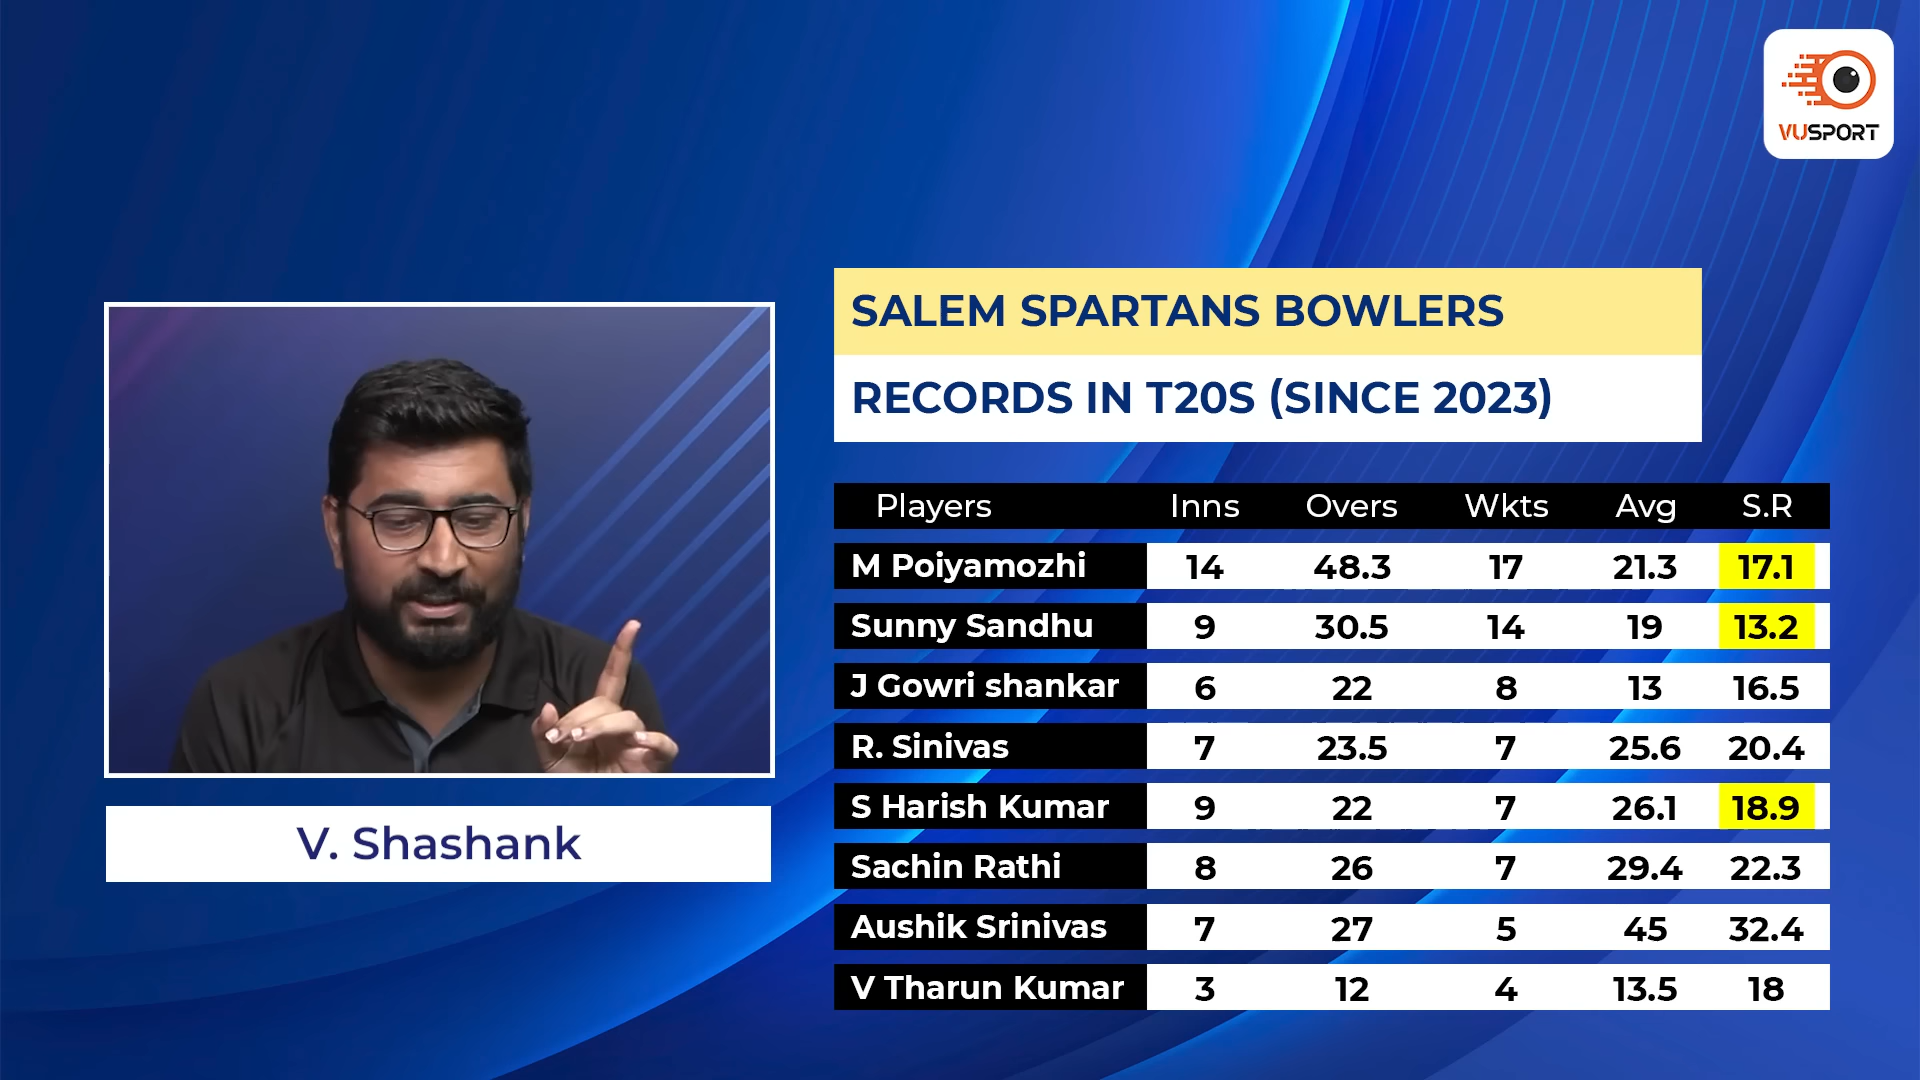 VUSPORT
SALEM SPARTANS BOWLERS
RECORDS IN T20S (SINCE 2023)
Players Inns Overs Wkts Avg S.R
M Poiyamozhi 14 48.3 17 21.3 17.1
Sunny Sandhu 9 30.5 14 19 13.2
J Gowri shankar 6 22 8 13 16.5
R. Sinivas 7 23.5 7 25.6 20.4
S Harish Kumar 9 22 7 26.1 18.9
Sachin Rathi 8 26 7 29.4 22.3
Aushik Srinivas 7 27 5 45 32.4
V Tharun Kumar 3 12 4 13.5 18
V. Shashank